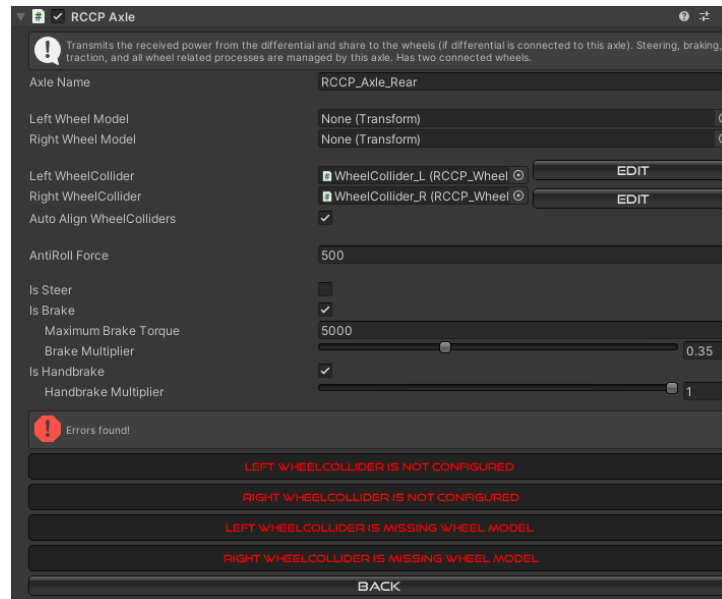 RCCP Axle
Transmits the received power from the differential and share to the wheels (if differential is connected to this axle). Steering, braking,
traction, and all wheel related processes are managed by this axle. Has two connected wheels.
Axle Name RCCP_Axle_Rear
Left Wheel Model None (Transform)
Right Wheel Model None (Transform)
Left WheelCollider WheelCollider_L (RCCP_Wheel EDIT
Right WheelCollider WheelCollider_R (RCCP_Wheel EDIT
Auto Align WheelColliders
AntiRoll Force 500
Is Steer
Is Brake
Maximum Brake Torque 5000
Brake Multiplier 0.35
Is Handbrake
Handbrake Multiplier 1
Errors found!
LEFT WHEELCOLLIDER IS NOT CONFIGURED
RIGHT WHEELCOLLIDER IS NOT CONFIGURED
LEFT WHEELCOLLIDER IS MISSING WHEEL MODEL
RIGHT WHEELCOLLIDER IS MISSING WHEEL MODEL
BACK